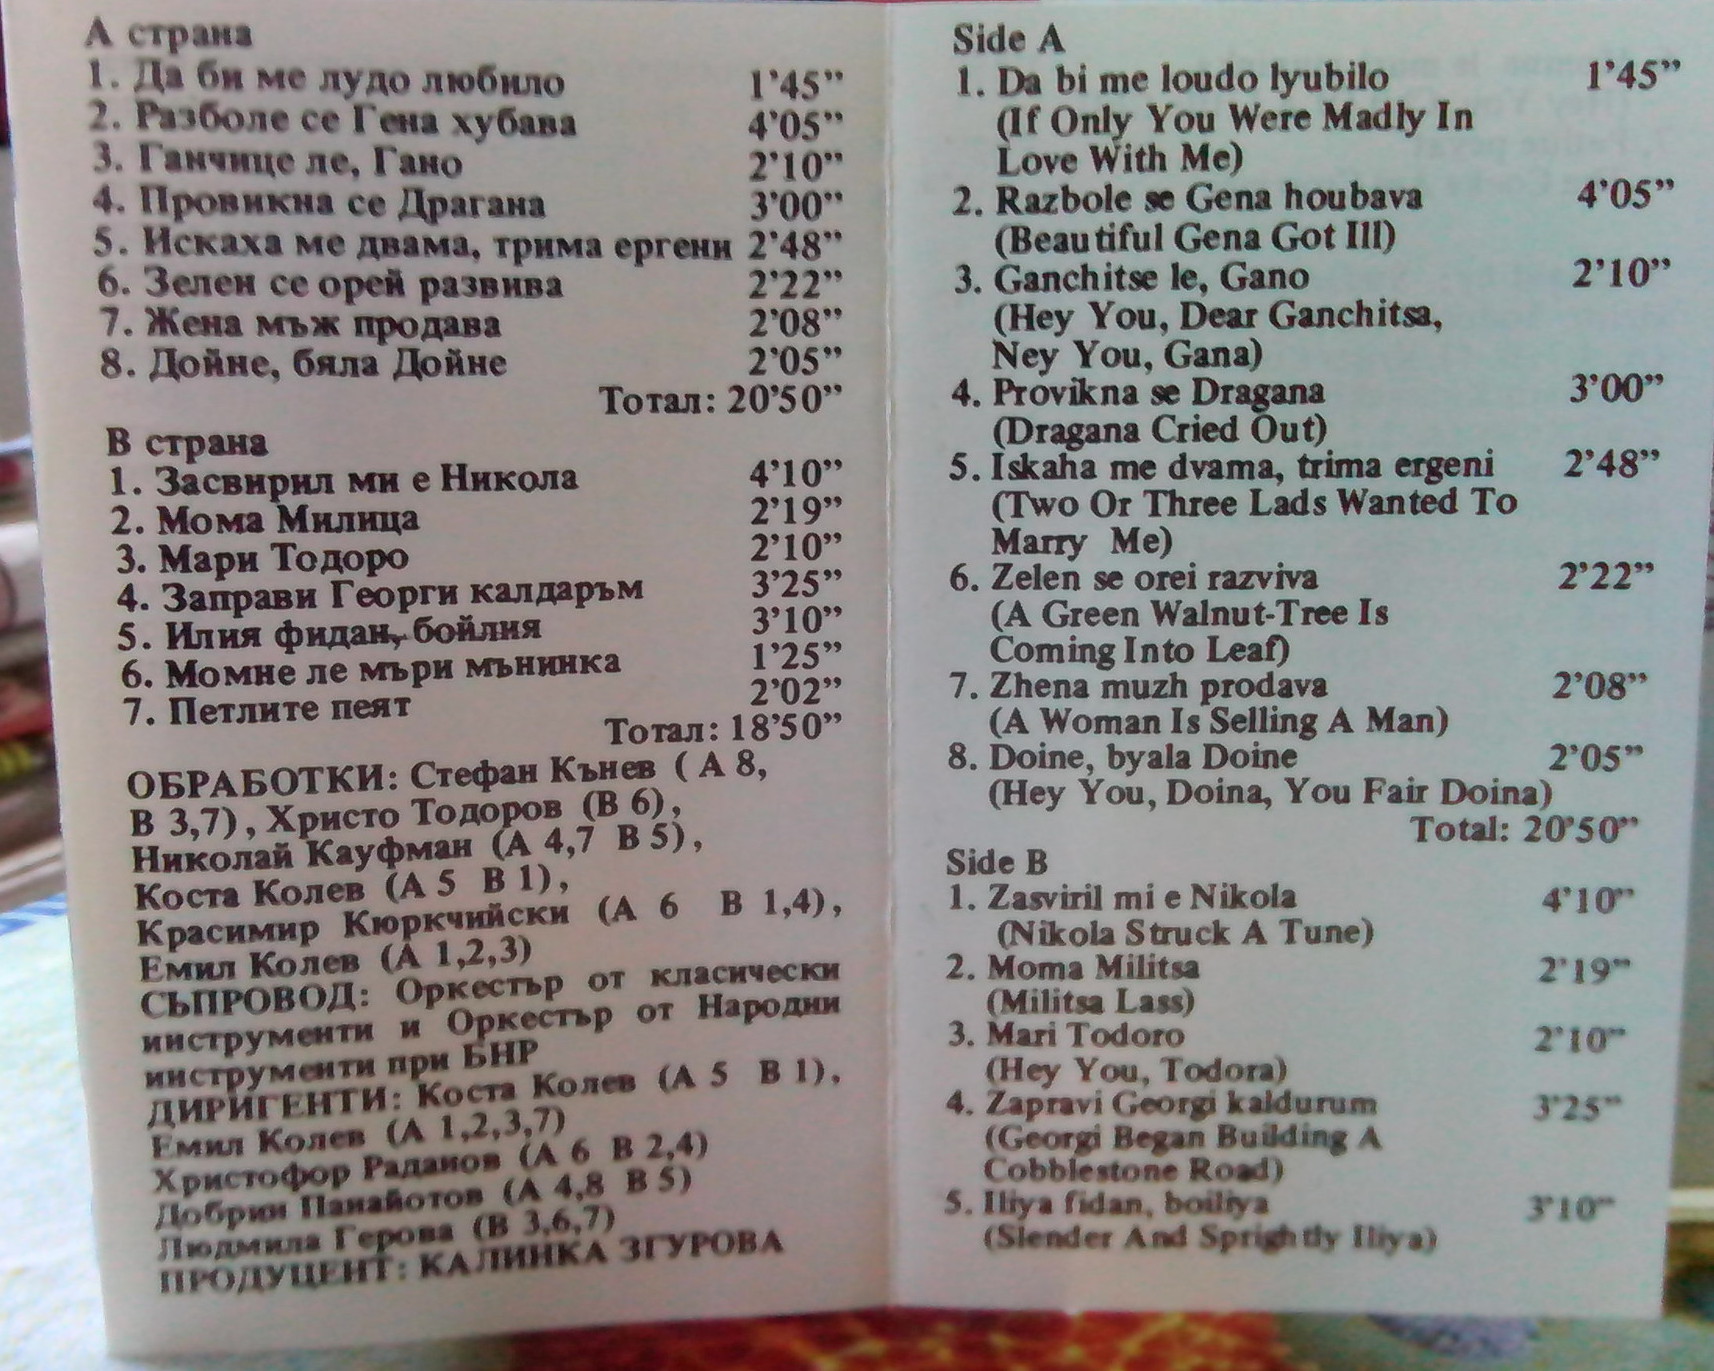 А страна
1. Да би ме лудо любило 1'45"
2. Разболе се Гена хубава 4'05"
3. Ганчице ле, Гано 2'10"
4. Провикна се Драгана 3'00"
5. Искаха ме двама, трима ергени 2'48"
6. Зелен се орей развива 2'22"
7. Жена мъж продава 2'08"
8. Дойне, бяла Дойне 2'05"
Тотал: 20'50"
В страна
1. Засвирил ми е Никола 4'10"
2. Мома Милица 2'19"
3. Мари Тодоро 2'10"
4. Заправи Георги калдаръм 3'25"
5. Илия фидан, бойлия 3'10"
6. Момне ле мъри мънинка 1'25"
7. Петлите пеят 2'02"
Тотал: 18'50"
ОБРАБОТКИ: Стефан Кънев ( А 8,
В 3,7), Христо Тодоров (В 6),
Николай Кауфман (А 4,7 В 5),
Коста Колев (А 5 В 1),
Красимир Кюркчийски (А 6 В 1,4),
Емил Колев (А 1,2,3)
СЪПРОВОД: Оркестър от класически
инструменти и Оркестър от Народни
инструменти при БНР
ДИРИГЕНТИ: Коста Колев (А 5 В 1),
Емил Колев (А 1,2,3,7)
Христофор Раданов (А 6 В 2,4)
Добрин Панайотов (А 4,8 В 5)
Людмила Герова (В 3,6,7)
ПРОДУЦЕНТ: КАЛИНКА ЗГУРОВА
Side A
1. Da bi me loudo lyubilo 1'45"
(If Only You Were Madly In
Love With Me)
2. Razbole se Gena houbava 4'05"
(Beautiful Gena Got Ill)
3. Ganchitse le, Gano 2'10"
(Hey You, Dear Ganchitsa,
Ney You, Gana)
4. Provikna se Dragana 3'00"
(Dragana Cried Out)
5. Iskaha me dvama, trima ergeni 2'48"
(Two Or Three Lads Wanted To
Marry Me)
6. Zelen se orei razviva 2'22"
(A Green Walnut-Tree Is
Coming Into Leaf)
7. Zhena muzh prodava 2'08"
(A Woman Is Selling A Man)
8. Doine, byala Doine 2'05"
(Hey You, Doina, You Fair Doina)
Total: 20'50"
Side B
1. Zasviril mi e Nikola 4'10"
(Nikola Struck A Tune)
2. Moma Militsa 2'19"
(Militsa Lass)
3. Mari Todoro 2'10"
(Hey You, Todora)
4. Zapravi Georgi kaldurum 3'25"
(Georgi Began Building A
Cobblestone Road)
5. Iliya fidan, boiliya 3'10"
(Slender And Sprightly Iliya)